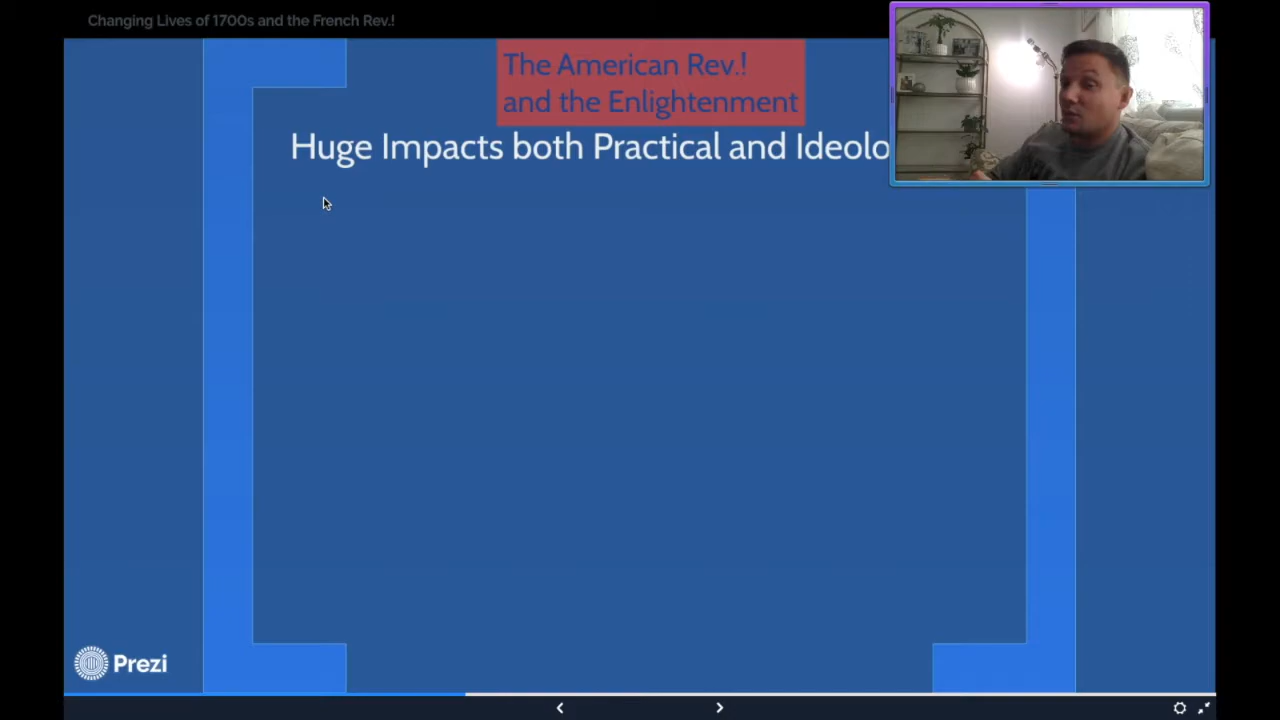 Changing Lives of 1700s and the French Rev.!
The American Rev.!
and the Enlightenment
Huge Impacts both Practical and Ideolo
Prezi